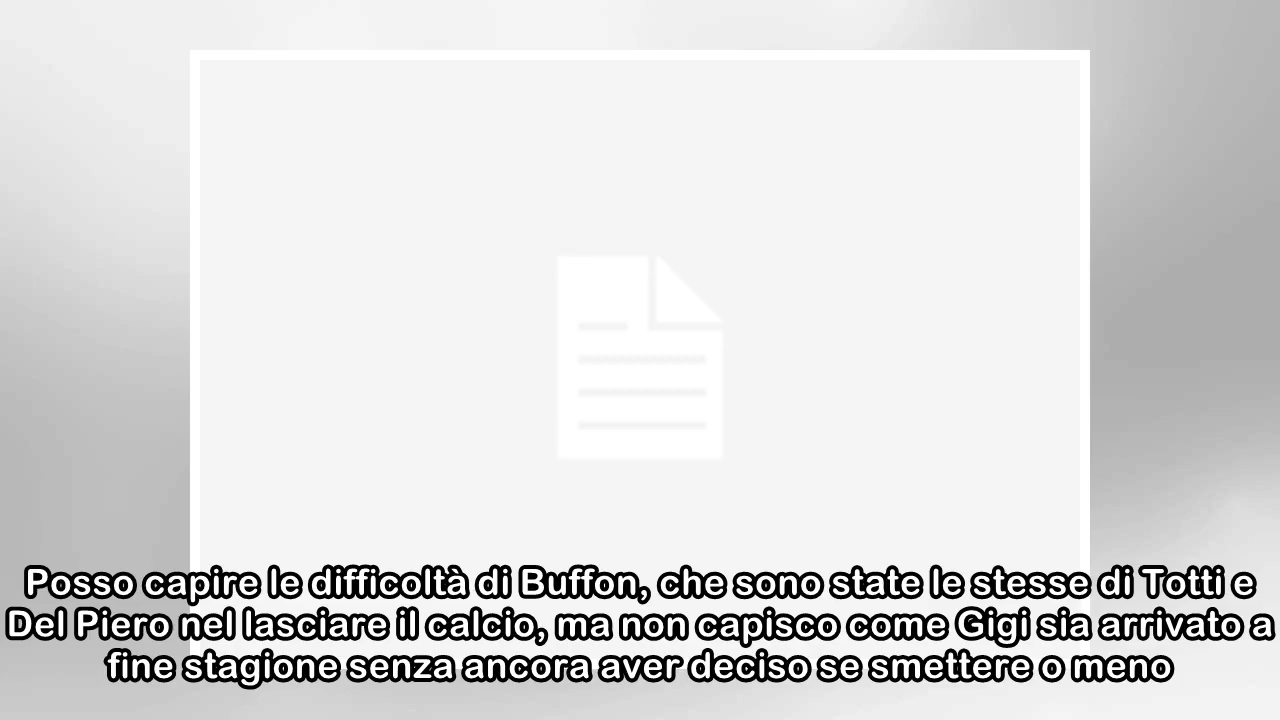 Posso capire le difficoltà di Buffon, che sono state le stesse di Totti e
Del Piero nel lasciare il calcio, ma non capisco come Gigi sia arrivato a
fine stagione senza ancora aver deciso se smettere o meno